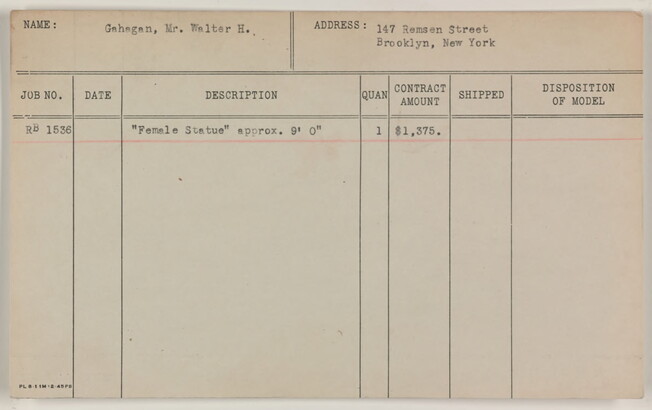 NAME: Gahagan, Mr. Walter H. ADDRESS: 147 Remsen Street
Brooklyn, New York
JOB NO. DATE DESCRIPTION QUAN CONTRACT AMOUNT SHIPPED DISPOSITION OF MODEL
RB 1536 "Female Statue" approx. 9' 0" 1 $1,375.